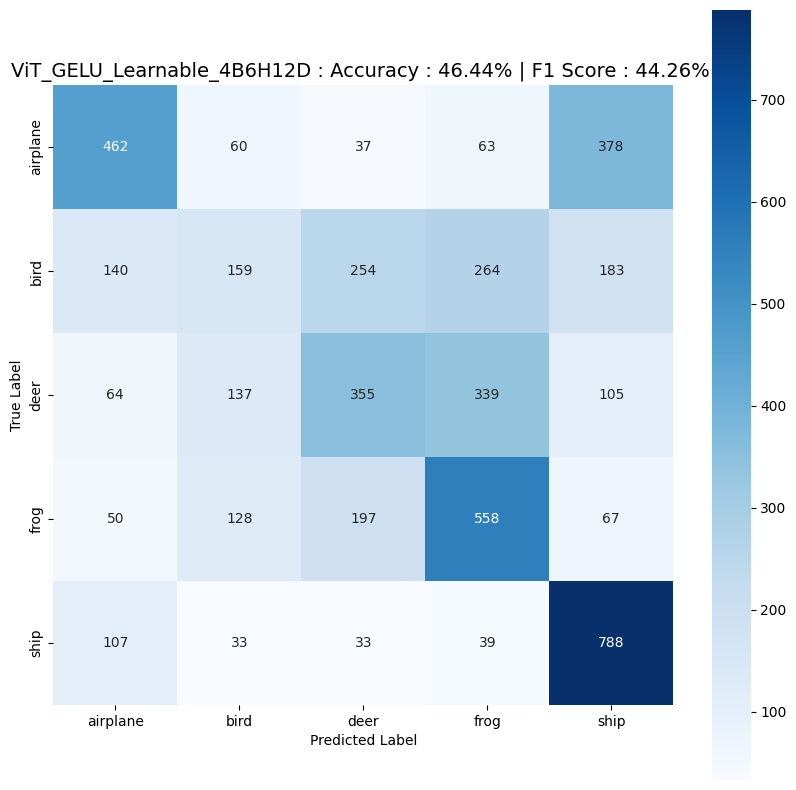 ViT_GELU_Learnable_4B6H12D : Accuracy : 46.44% | F1 Score : 44.26%
airplane 462 60 37 63 378
bird 140 159 254 264 183
deer 64 137 355 339 105
frog 50 128 197 558 67
ship 107 33 33 39 788
airplane bird deer frog ship
Predicted Label
True Label
700
600
500
400
300
200
100